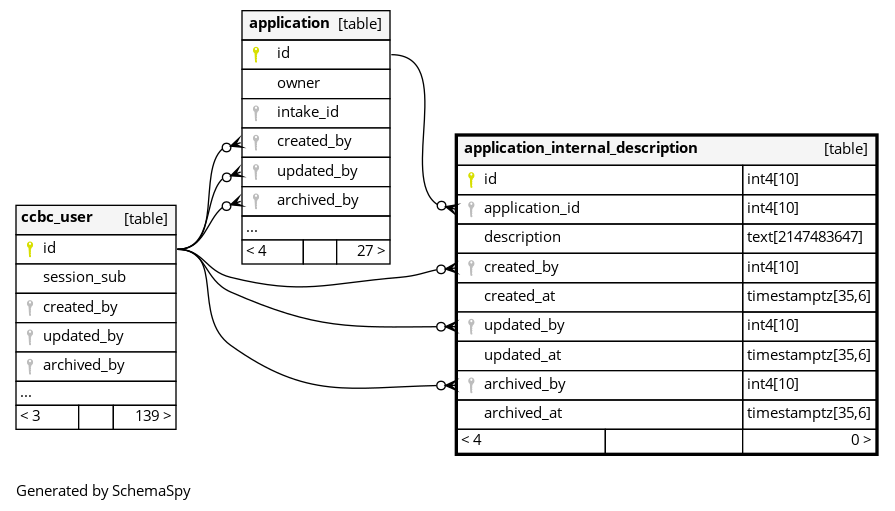 application [table]
id
owner
intake_id
created_by
updated_by
archived_by
...
< 4 27 >
application_internal_description [table]
id int4[10]
application_id int4[10]
description text[2147483647]
created_by int4[10]
created_at timestamptz[35,6]
updated_by int4[10]
updated_at timestamptz[35,6]
archived_by int4[10]
archived_at timestamptz[35,6]
< 4 0 >
ccbc_user [table]
id
session_sub
created_by
updated_by
archived_by
...
< 3 139 >
Generated by SchemaSpy